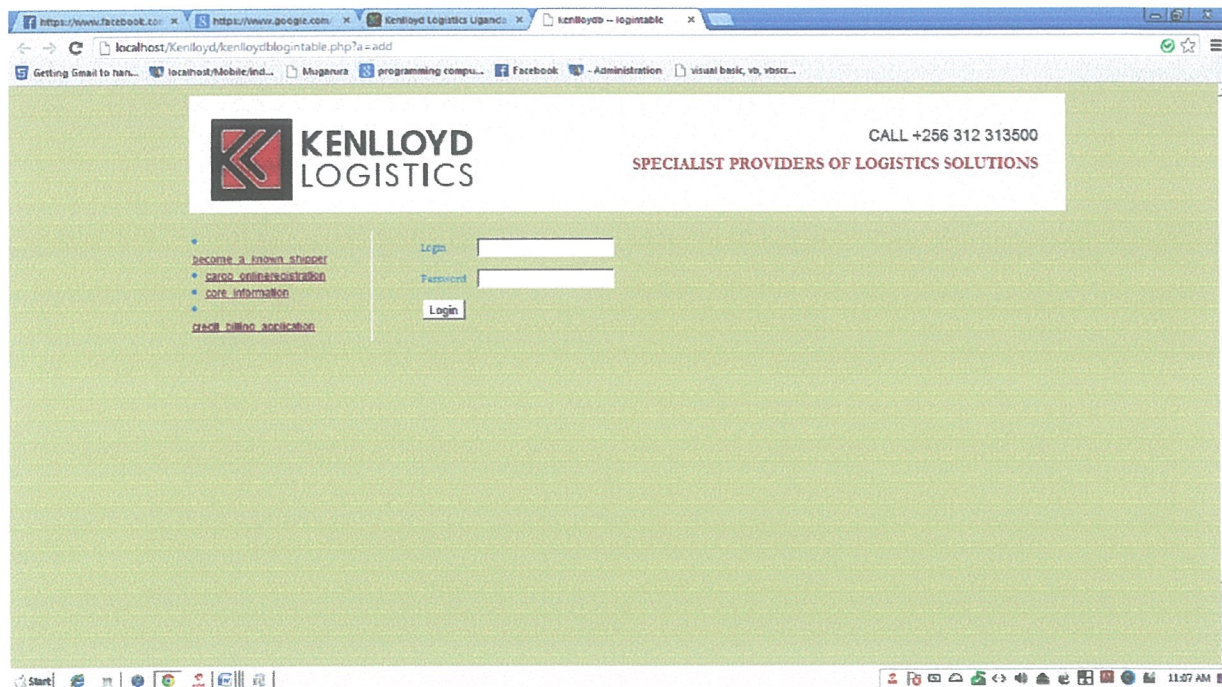 https://www.facebook.com
https://www.google.com/
Kenlloyd Logistics Uganda
kenlloydb -- logintable
localhost/Kenlloyd/kenlloydblogintable.php?a=add
Getting Gmail to han... localhost/Mobile/ind... Mugarura programming compu... Facebook - Administration visual basic, vb, vbscr...
KENLLOYD
LOGISTICS
CALL +256 312 313500
SPECIALIST PROVIDERS OF LOGISTICS SOLUTIONS
become a known shipper
cargo onlineregistration
core information
credit billing application
Login
Password
Login
Start
11:07 AM